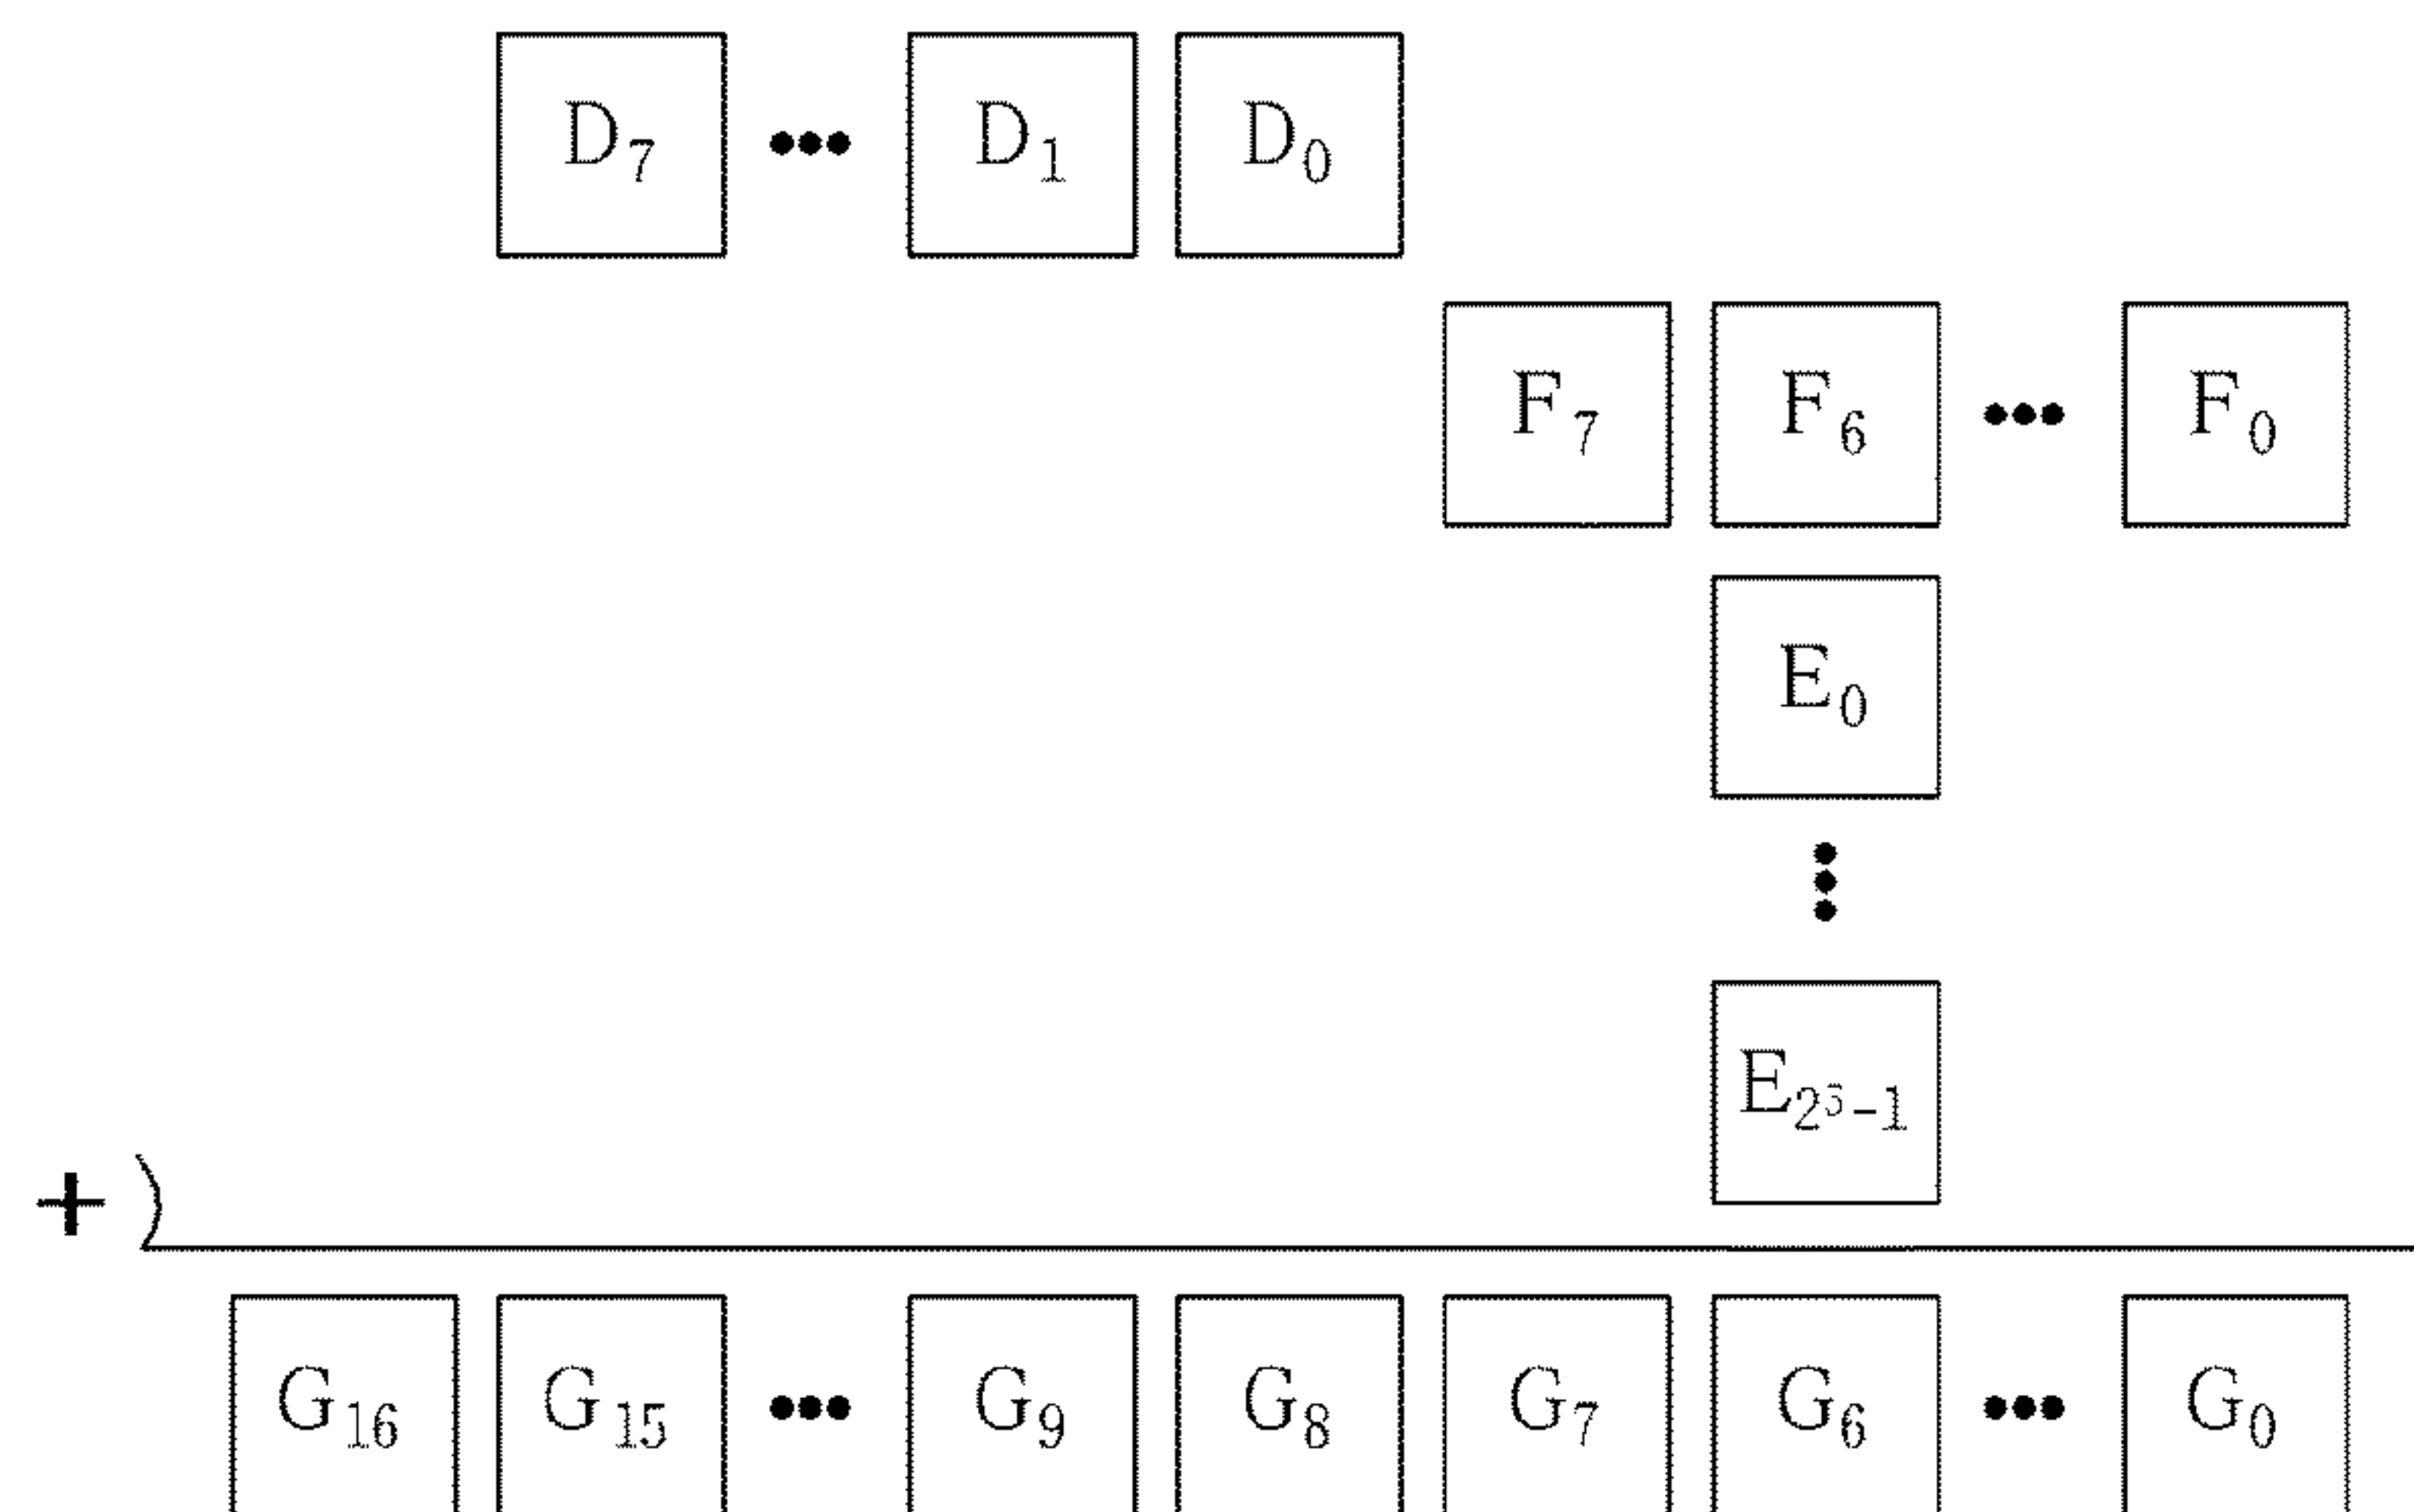 D₇ ••• D₁ D₀
F₇ F₆ ••• F₀
E₀
⋮
E₂⁵₋₁
+ )
G₁₆ G₁₅ ••• G₉ G₈ G₇ G₆ ••• G₀